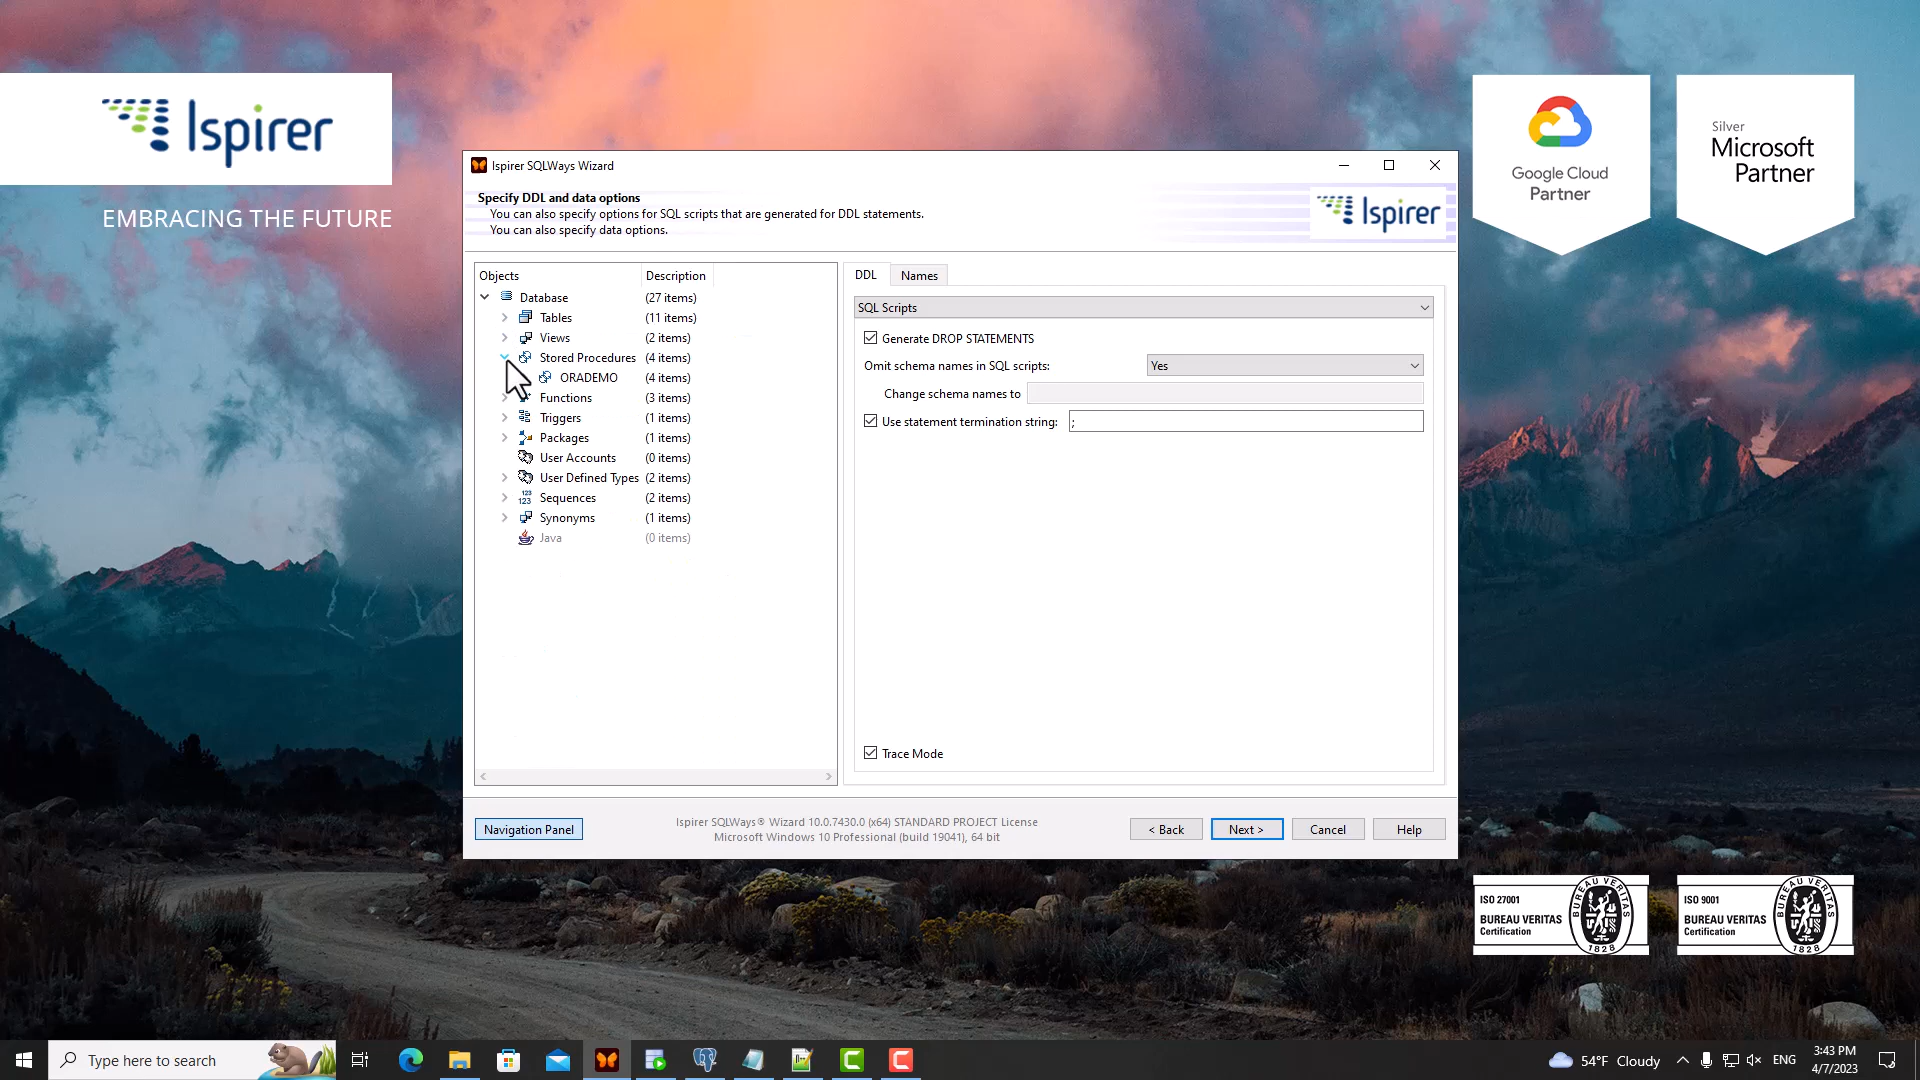 Ispirer
EMBRACING THE FUTURE
Google Cloud
Partner
Silver
Microsoft
Partner
Ispirer SQLWays Wizard
Specify DDL and data options
You can also specify options for SQL scripts that are generated for DDL statements.
You can also specify data options.
Ispirer
Objects Description
Database (27 items)
Tables (11 items)
Views (2 items)
Stored Procedures (4 items)
ORADEMO (4 items)
Functions (3 items)
Triggers (1 items)
Packages (1 items)
User Accounts (0 items)
User Defined Types (2 items)
Sequences (2 items)
Synonyms (1 items)
Java (0 items)
DDL Names
SQL Scripts
Generate DROP STATEMENTS
Omit schema names in SQL scripts: Yes
Change schema names to
Use statement termination string: ;
Trace Mode
Navigation Panel
Ispirer SQLWays® Wizard 10.0.7430.0 (x64) STANDARD PROJECT License
Microsoft Windows 10 Professional (build 19041), 64 bit
< Back Next > Cancel Help
ISO 27001
BUREAU VERITAS
Certification
BUREAU VERITAS
1828
ISO 9001
BUREAU VERITAS
Certification
BUREAU VERITAS
1828
Type here to search
54°F Cloudy
ENG
3:43 PM
4/7/2023